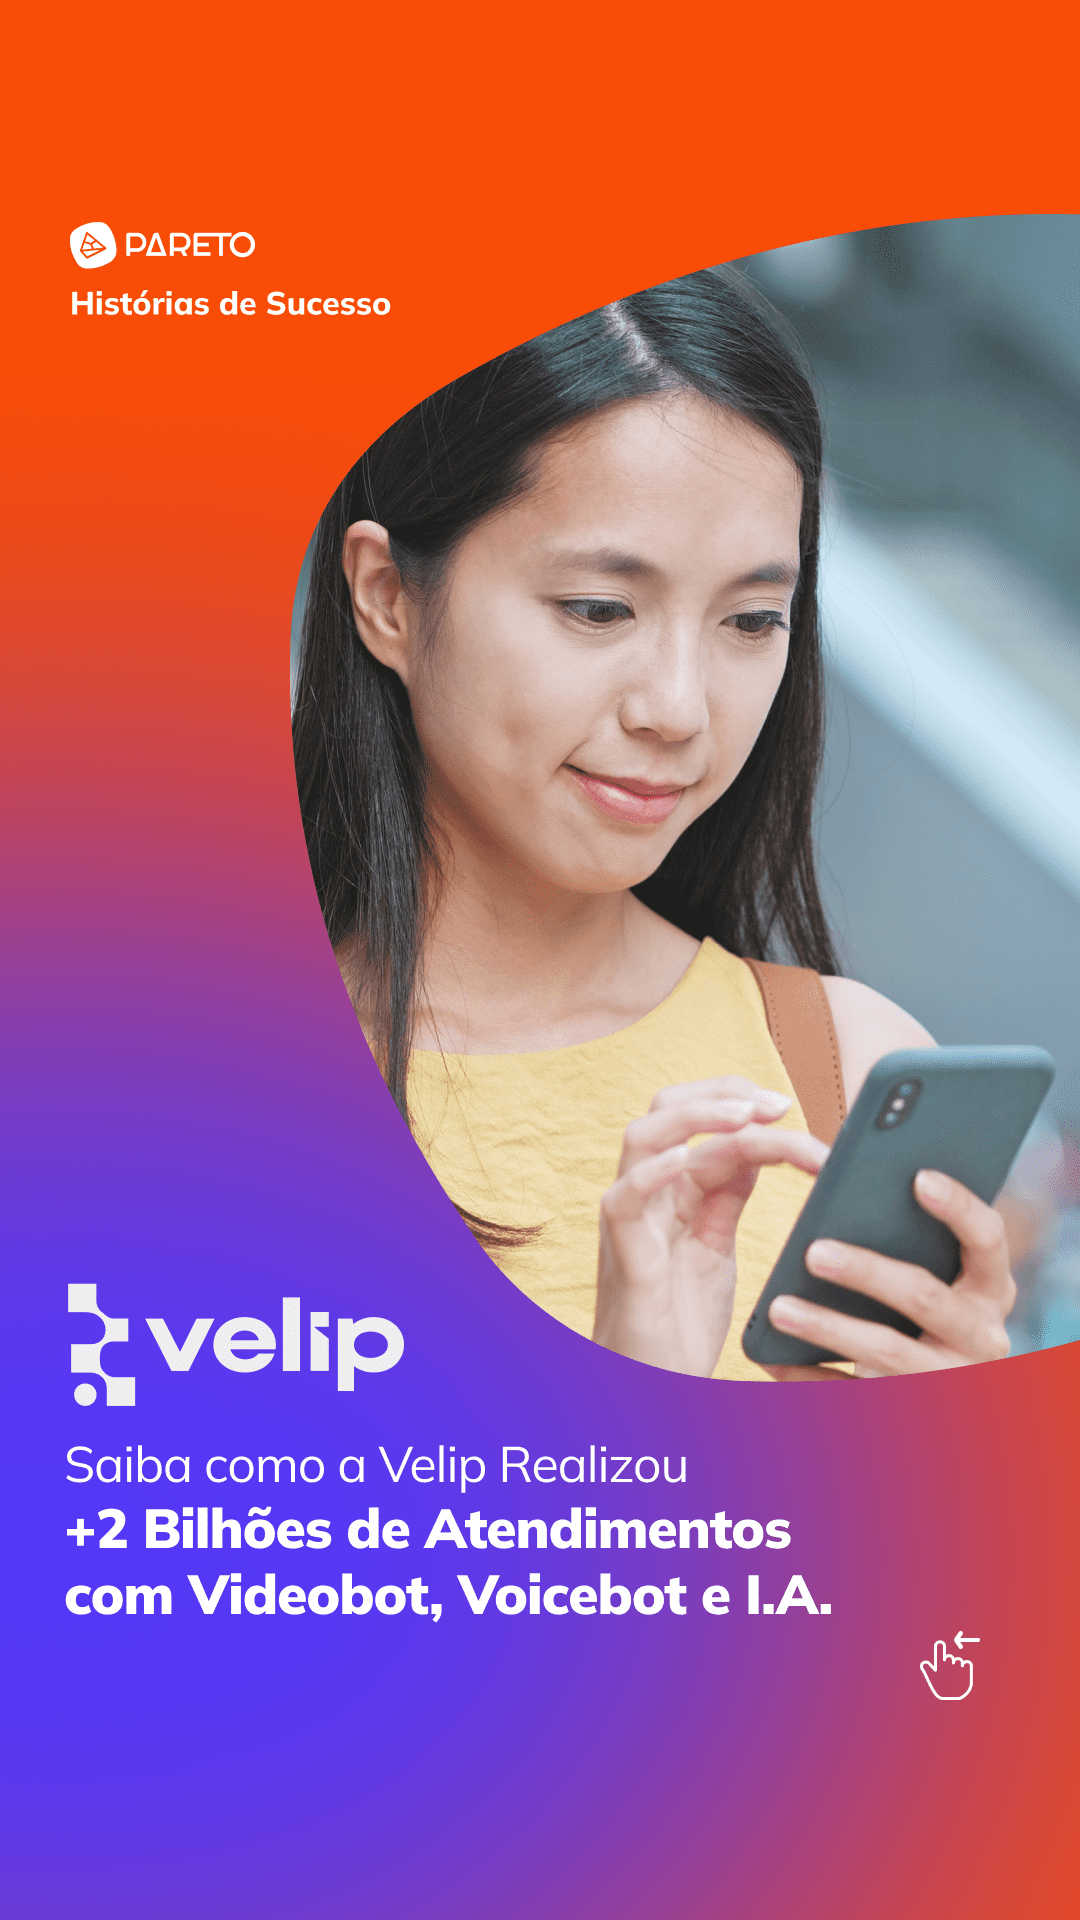 PARETO
Histórias de Sucesso
velip
Saiba como a Velip Realizou
+2 Bilhões de Atendimentos
com Videobot, Voicebot e I.A.